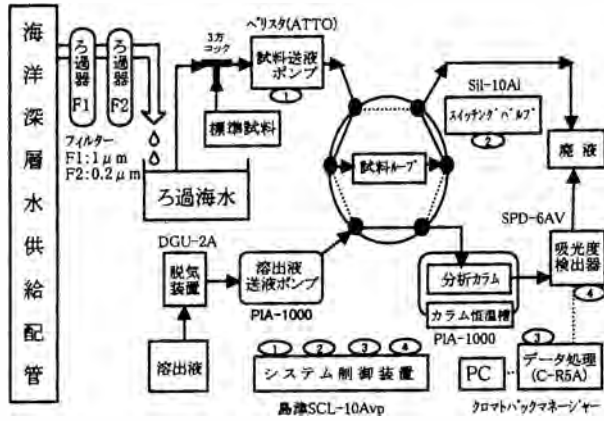 海洋深層水供給配管
ろ過器 F1
ろ過器 F2
フィルター
F1:1μm
F2:0.2μm
ろ過海水
3方
コック
標準試料
ペリスタ(ATTO)
試料送液
ポンプ
①
試料ループ
Sil-10Al
スイッチングバルブ
②
廃液
DGU-2A
脱気
装置
溶出液
溶出液
送液ポンプ
PIA-1000
分析カラム
カラム恒温槽
PIA-1000
SPD-6AV
吸光度
検出器
④
① ② ③ ④
システム制御装置
島津SCL-10Avp
PC
③
データ処理
(C-R5A)
クロマトパックマネージャー